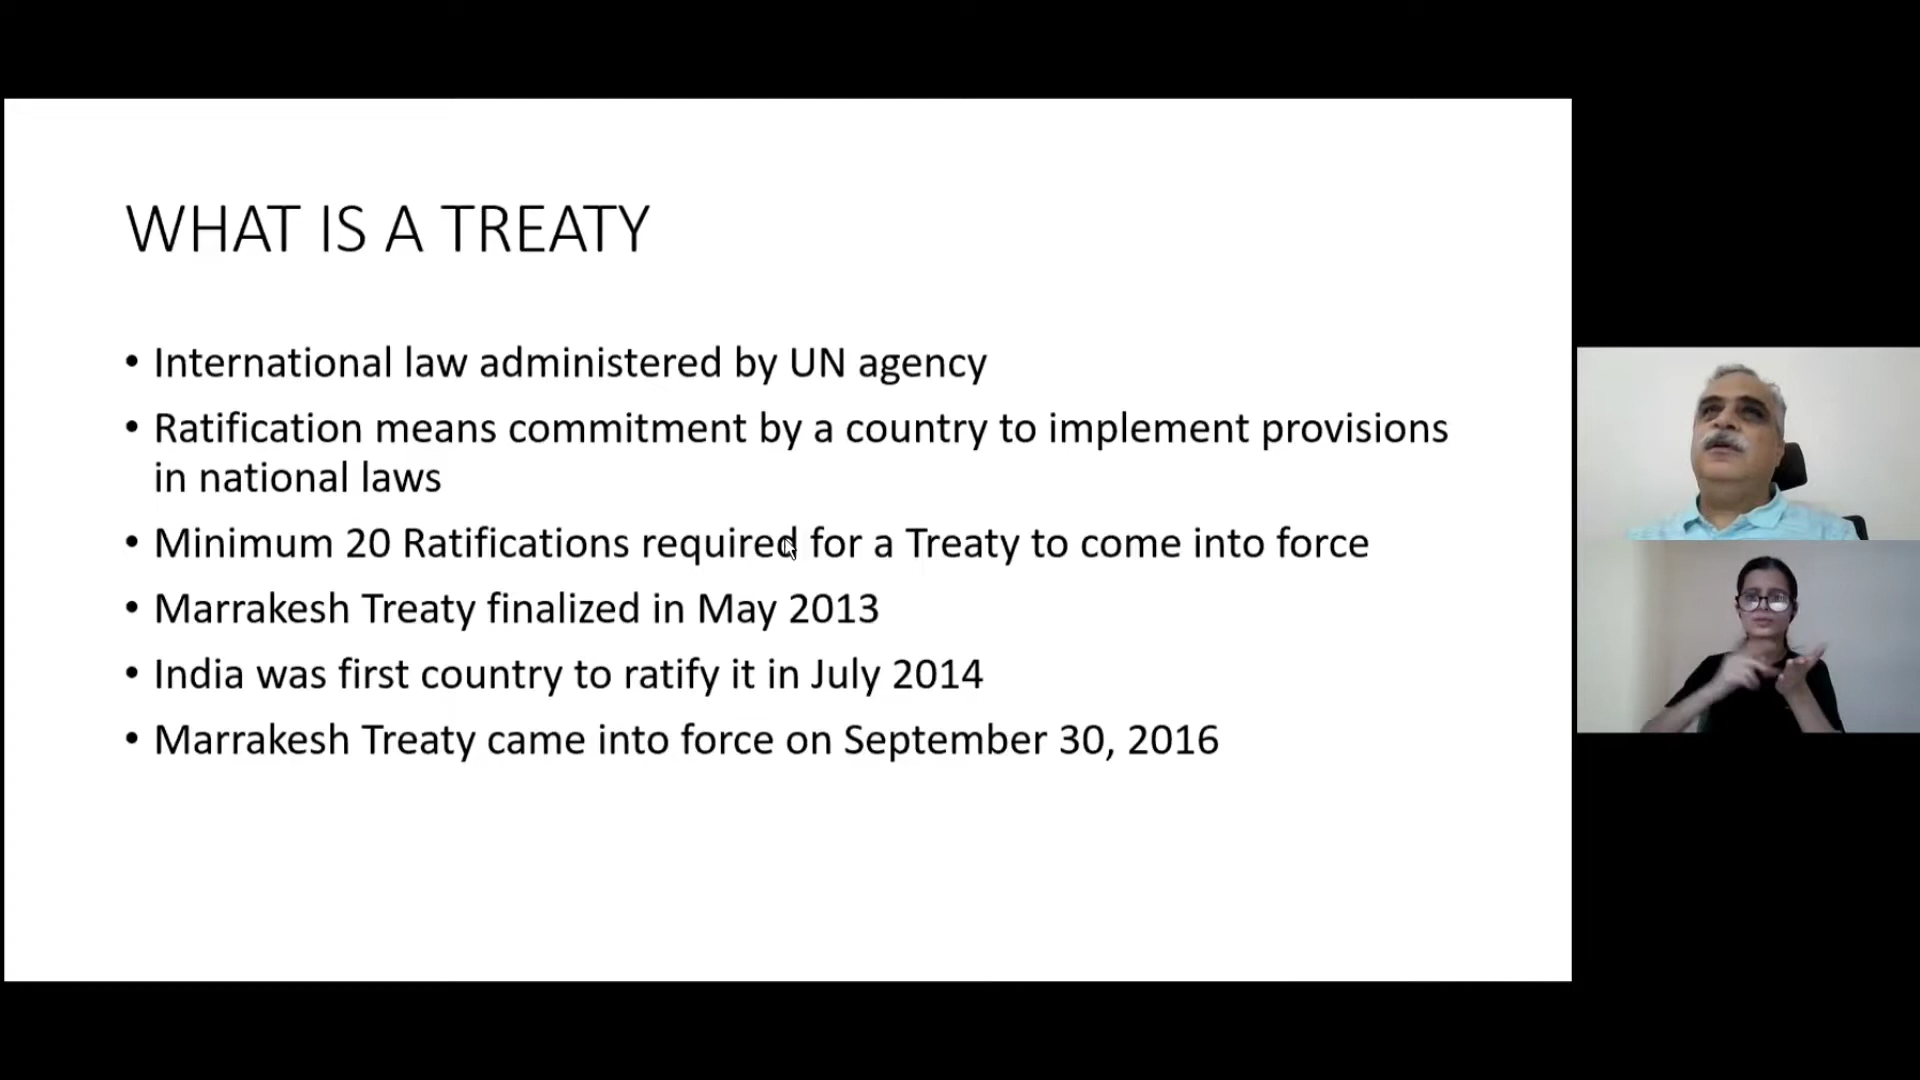 WHAT IS A TREATY
• International law administered by UN agency
• Ratification means commitment by a country to implement provisions
in national laws
• Minimum 20 Ratifications required for a Treaty to come into force
• Marrakesh Treaty finalized in May 2013
• India was first country to ratify it in July 2014
• Marrakesh Treaty came into force on September 30, 2016